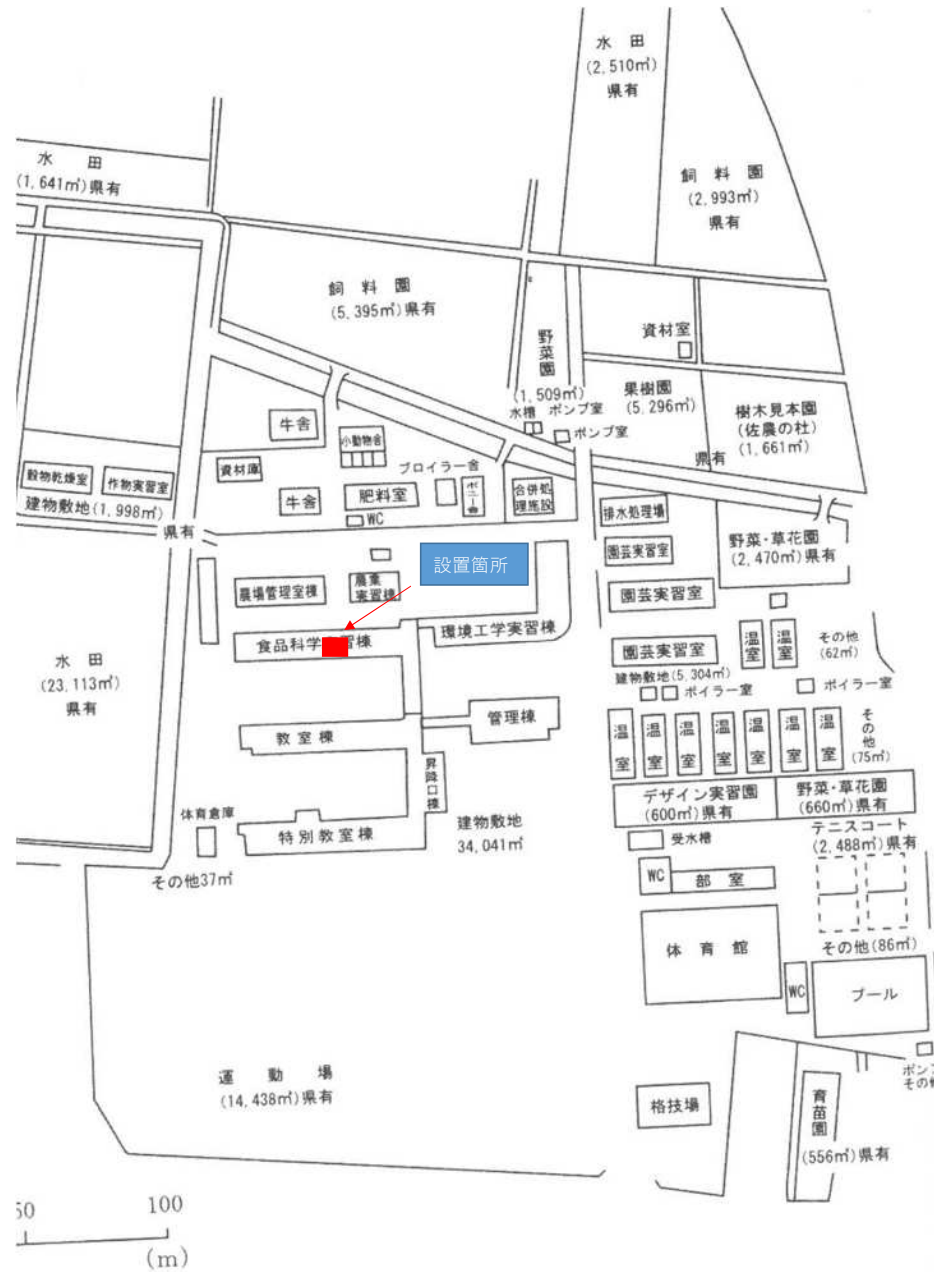 水田
(2,510㎡)
県有
水田
(1,641㎡)県有
飼料園
(2,993㎡)
県有
飼料園
(5,395㎡)県有
資材室
野菜園
(1,509㎡)
果樹園
(5,296㎡)
樹木見本園
(佐農の杜)
(1,661㎡)
県有
水槽
ポンプ室
ポンプ室
牛舎
小動物舎
ブロイラー舎
穀物乾燥室
作物実習室
資材庫
牛舎
肥料室
ポニー舎
合併処
理施設
建物敷地(1,998㎡)
県有
WC
排水処理場
野菜・草花園
(2,470㎡)県有
園芸実習室
設置箇所
農場管理室棟
農業
実習棟
園芸実習室
食品科学
習棟
環境工学実習棟
園芸実習室
温室
温室
その他
(62㎡)
水田
(23,113㎡)
県有
建物敷地(5,304㎡)
ボイラー室
ボイラー室
管理棟
教室棟
温室
温室
温室
温室
温室
温室
温室
その他
(75㎡)
昇降口棟
デザイン実習園
(600㎡)県有
野菜・草花園
(660㎡)県有
体育倉庫
特別教室棟
建物敷地
34,041㎡
受水槽
テニスコート
(2,488㎡)県有
その他37㎡
WC
部室
体育館
その他(86㎡)
WC
プール
運動場
(14,438㎡)県有
ポン
その他
格技場
育苗園
(556㎡)県有
50
100
(m)